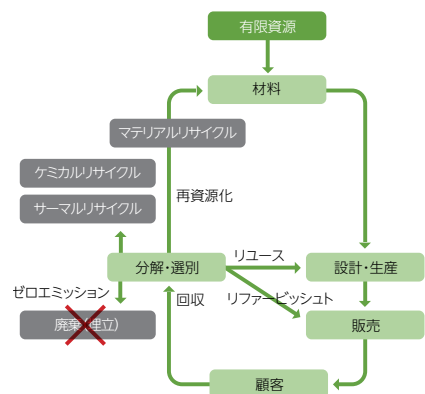 有限資源
材料
マテリアルリサイクル
ケミカルリサイクル
再資源化
サーマルリサイクル
リユース
分解・選別
設計・生産
ゼロエミッション
回収
リファービッシュト
廃棄(埋立)
販売
顧客